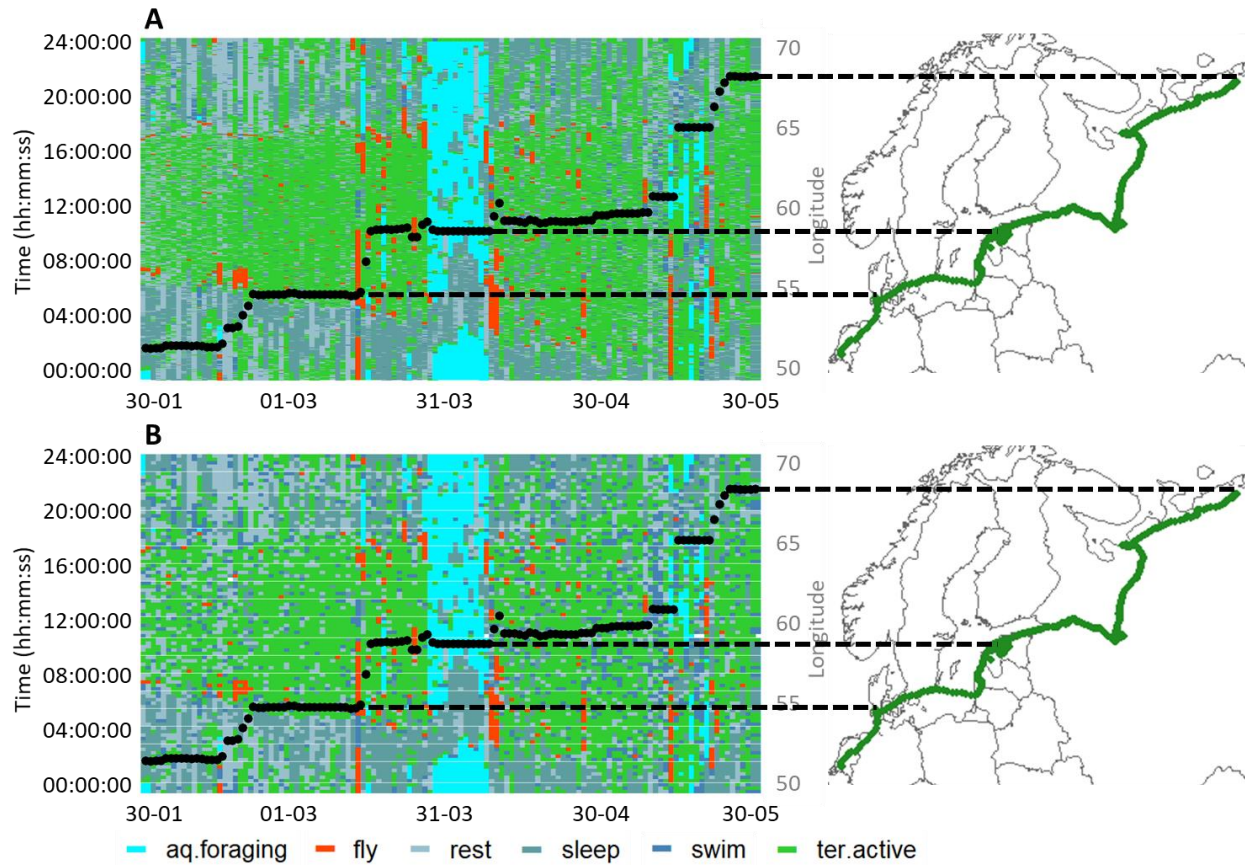 A
Time (hh:mm:ss)
24:00:00
20:00:00
16:00:00
12:00:00
08:00:00
04:00:00
00:00:00
30-01 01-03 31-03 30-04 30-05
Longitude
70
65
60
55
50
B
Time (hh:mm:ss)
24:00:00
20:00:00
16:00:00
12:00:00
08:00:00
04:00:00
00:00:00
30-01 01-03 31-03 30-04 30-05
Longitude
70
65
60
55
50
aq.foraging fly rest sleep swim ter.active